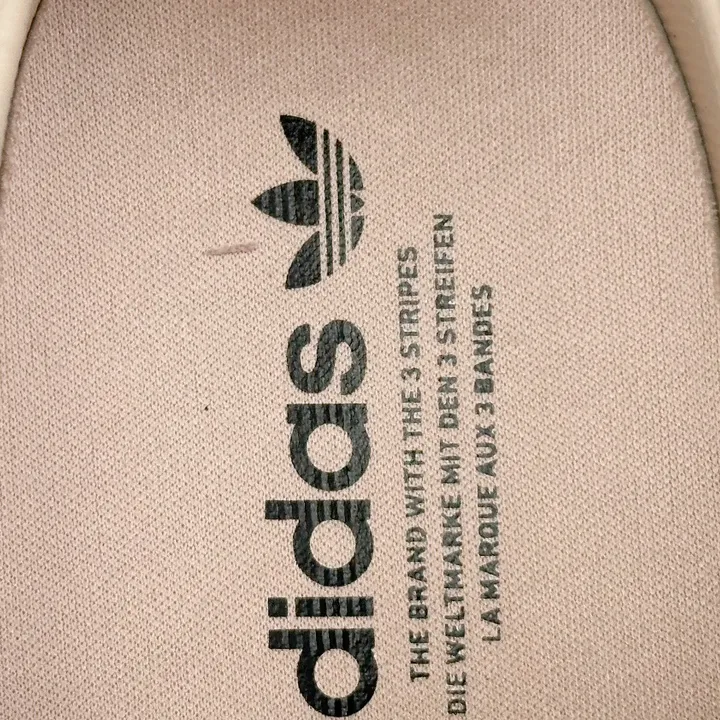 adidas
THE BRAND WITH THE 3 STRIPES
DIE WELTMARKE MIT DEN 3 STREIFEN
LA MARQUE AUX 3 BANDES